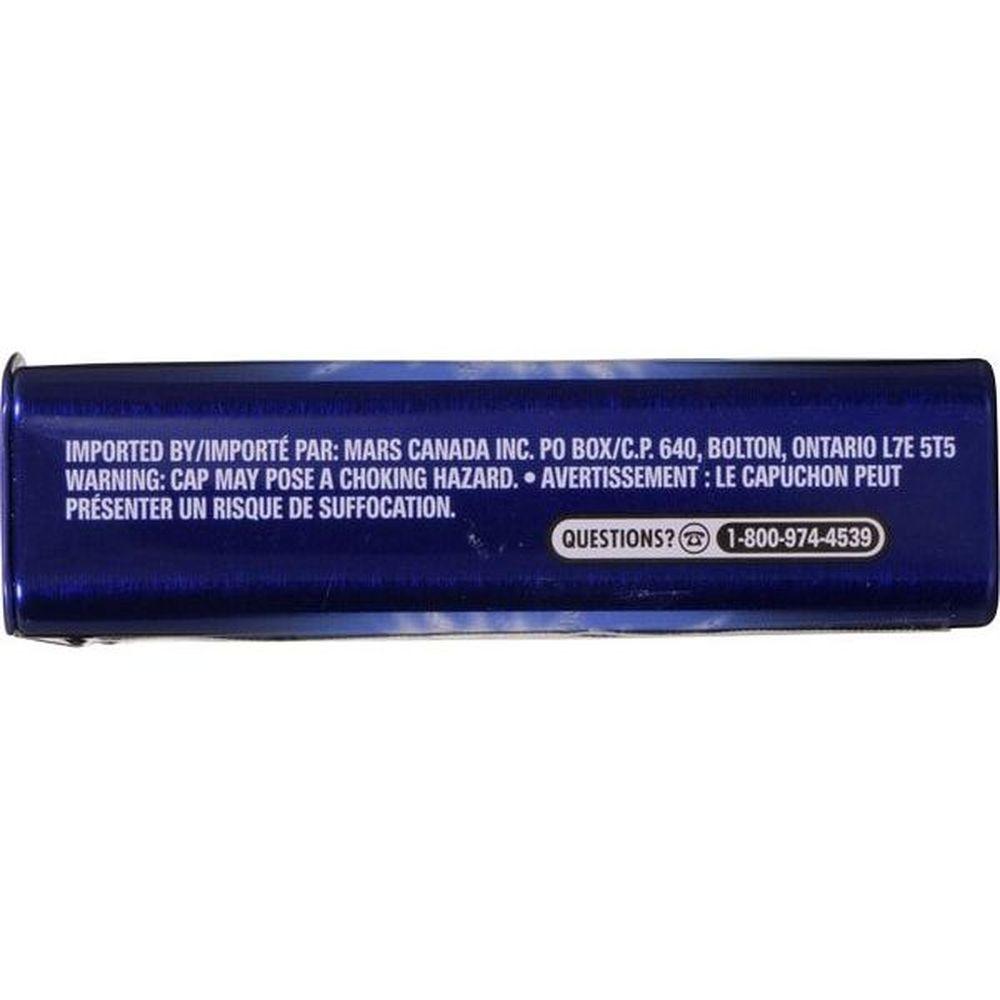 IMPORTED BY/IMPORTÉ PAR: MARS CANADA INC. PO BOX/C.P. 640, BOLTON, ONTARIO L7E 5T5
WARNING: CAP MAY POSE A CHOKING HAZARD. • AVERTISSEMENT : LE CAPUCHON PEUT
PRÉSENTER UN RISQUE DE SUFFOCATION.
QUESTIONS? ☎ 1-800-974-4539